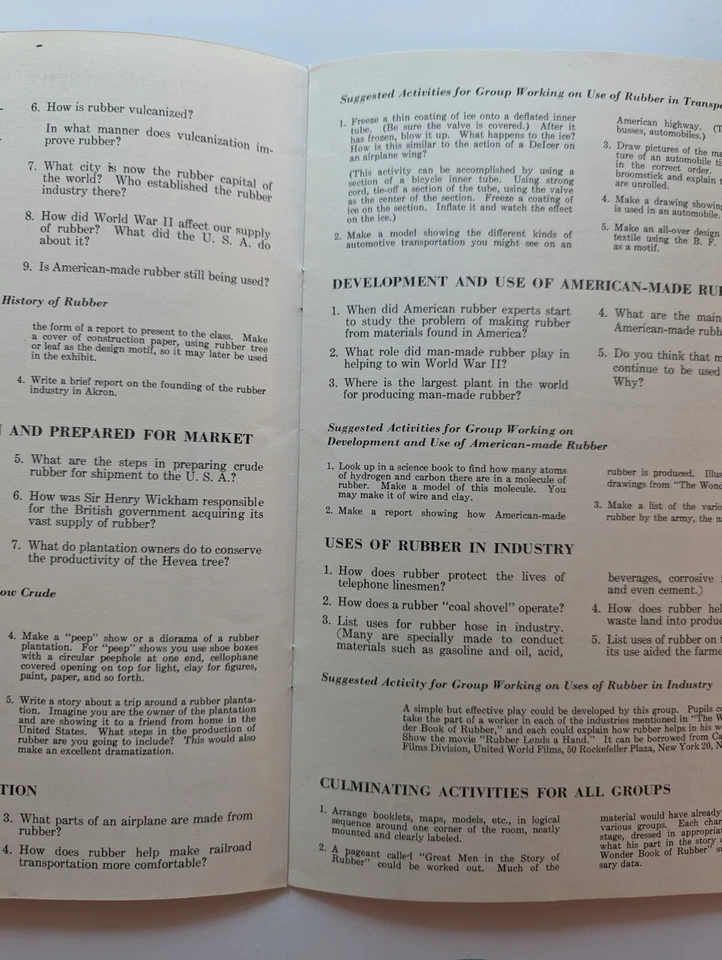 6. How is rubber vulcanized?
In what manner does vulcanization im-
prove rubber?
7. What city is now the rubber capital of
the world? Who established the rubber
industry there?
8. How did World War II affect our supply
of rubber? What did the U. S. A. do
about it?
9. Is American-made rubber still being used?
History of Rubber
the form of a report to present to the class. Make
a cover of construction paper, using rubber tree
or leaf as the design motif, so it may later be used
in the exhibit.
4. Write a brief report on the founding of the rubber
industry in Akron.
AND PREPARED FOR MARKET
5. What are the steps in preparing crude
rubber for shipment to the U. S. A.?
6. How was Sir Henry Wickham responsible
for the British government acquiring its
vast supply of rubber?
7. What do plantation owners do to conserve
the productivity of the Hevea tree?
ow Crude
4. Make a "peep" show or a diorama of a rubber
plantation. For "peep" shows you use shoe boxes
with a circular peephole at one end, cellophane
covered opening on top for light, clay for figures,
paint, paper, and so forth.
5. Write a story about a trip around a rubber planta-
tion. Imagine you are the owner of the plantation
and are showing it to a friend from home in the
United States. What steps in the production of
rubber are you going to include? This would also
make an excellent dramatization.
TION
3. What parts of an airplane are made from
rubber?
4. How does rubber help make railroad
transportation more comfortable?
Suggested Activities for Group Working on Use of Rubber in Transpo
1. Freeze a thin coating of ice onto a deflated inner
tube. (Be sure the valve is covered.) After it
has frozen, blow it up. What happens to the ice?
How is this similar to the action of a DeIcer on
an airplane wing?
(This activity can be accomplished by using a
section of a bicycle inner tube. Using strong
cord, tie-off a section of the tube, using the valve
as the center of the section. Freeze a coating of
ice on the section. Inflate it and watch the effect
on the ice.)
2. Make a model showing the different kinds of
automotive transportation you might see on an
American highway. (T
busses, automobiles.)
3. Draw pictures of the ma
ture of an automobile ti
in the correct order.
broomstick and explain t
are unrolled.
4. Make a drawing showing
is used in an automobile.
5. Make an all-over design
textile using the B. F.
as a motif.
DEVELOPMENT AND USE OF AMERICAN-MADE RU
1. When did American rubber experts start
to study the problem of making rubber
from materials found in America?
2. What role did man-made rubber play in
helping to win World War II?
3. Where is the largest plant in the world
for producing man-made rubber?
4. What are the main
American-made rubb
5. Do you think that m
continue to be used
Why?
Suggested Activities for Group Working on
Development and Use of American-made Rubber
1. Look up in a science book to find how many atoms
of hydrogen and carbon there are in a molecule of
rubber. Make a model of this molecule. You
may make it of wire and clay.
2. Make a report showing how American-made
rubber is produced. Illus
drawings from "The Wond
3. Make a list of the vario
rubber by the army, the n
USES OF RUBBER IN INDUSTRY
1. How does rubber protect the lives of
telephone linesmen?
2. How does a rubber "coal shovel" operate?
3. List uses for rubber hose in industry.
(Many are specially made to conduct
materials such as gasoline and oil, acid,
beverages, corrosive
and even cement.)
4. How does rubber hel
waste land into produc
5. List uses of rubber on t
its use aided the farme
Suggested Activity for Group Working on Uses of Rubber in Industry
A simple but effective play could be developed by this group. Pupils c
take the part of a worker in each of the industries mentioned in "The W
der Book of Rubber," and each could explain how rubber helps in his w
Show the movie "Rubber Lends a Hand." It can be borrowed from Ca
Films Division, United World Films, 50 Rockefeller Plaza, New York 20, N
CULMINATING ACTIVITIES FOR ALL GROUPS
1. Arrange booklets, maps, models, etc., in logical
sequence around one corner of the room, neatly
mounted and clearly labeled.
2. A pageant called "Great Men in the Story of
Rubber" could be worked out. Much of the
material would have already
various groups. Each char
stage, dressed in appropriat
what his part in the story o
Wonder Book of Rubber" su
sary data.